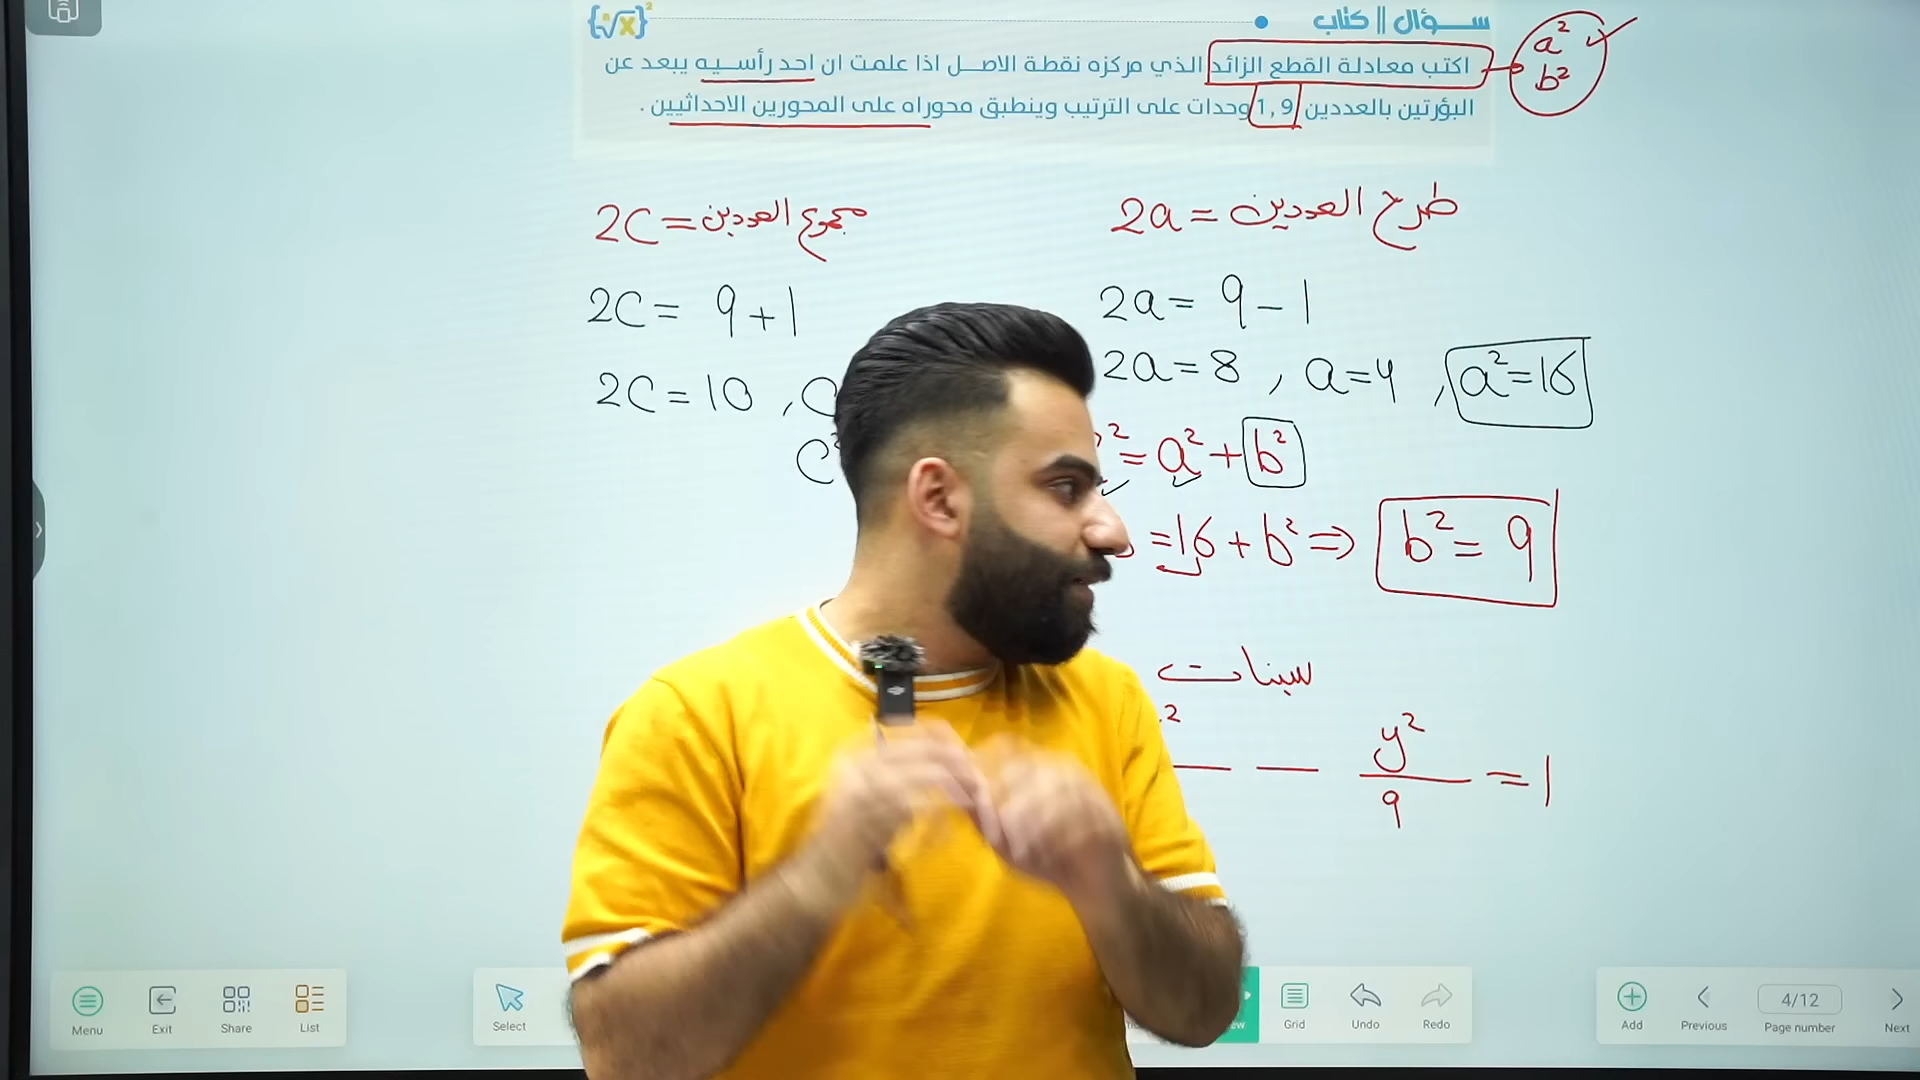 سؤال || كتاب
{ⁿ√x}²
a²
b²
اكتب معادلة القطع الزائد الذي مركزه نقطة الاصل اذا علمت ان احد رأسيه يبعد عن
البؤرتين بالعددين 1,9 وحدات على الترتيب وينطبق محوراه على المحورين الاحداثيين .
2a = طرح العددين
2c = مجموع العددين
2a = 9 - 1
2c = 9 + 1
2a = 8 , a = 4 , a² = 16
2c = 10 ,
² = a² + b²
= 16 + b² ⇒ b² = 9
سينات
y²
= 1
9
Menu
Exit
Share
List
Select
Grid
Undo
Redo
Add
Previous
4/12
Page number
Next